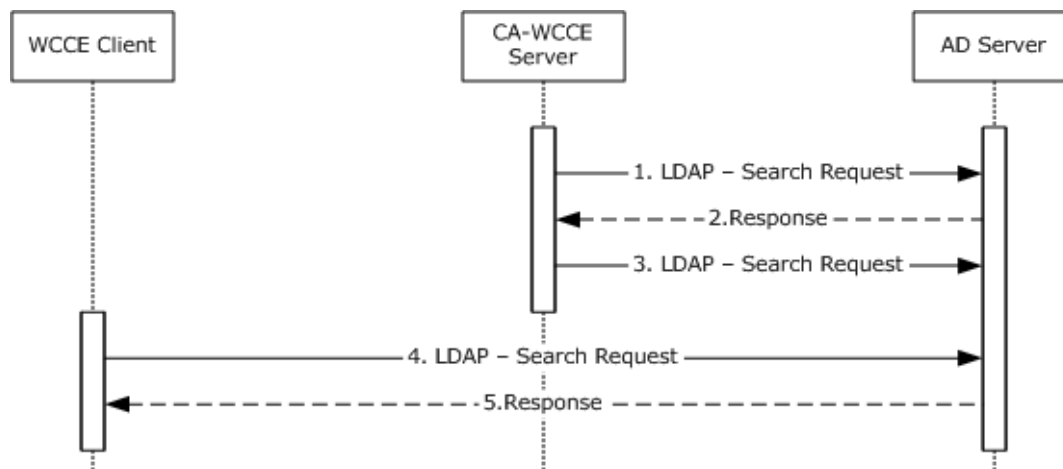 WCCE Client
CA-WCCE
Server
AD Server
1. LDAP – Search Request
2.Response
3. LDAP – Search Request
4. LDAP – Search Request
5.Response